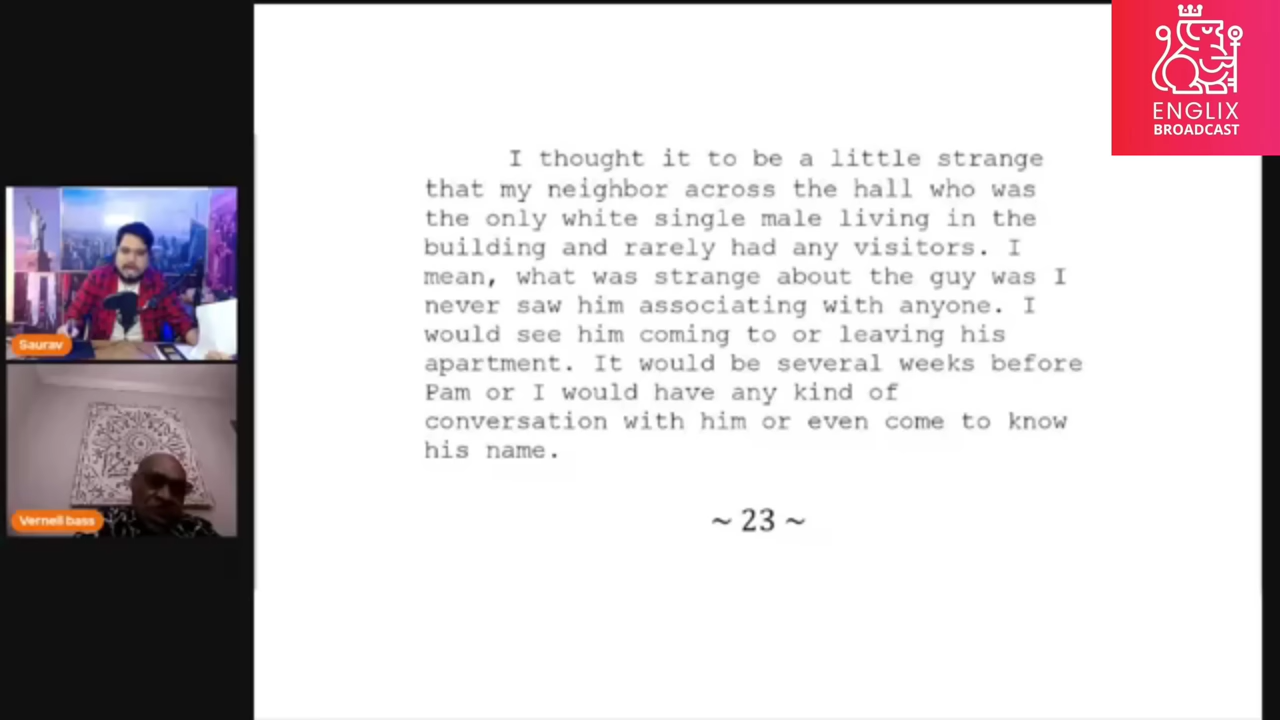 ENGLIX
BROADCAST
I thought it to be a little strange
that my neighbor across the hall who was
the only white single male living in the
building and rarely had any visitors. I
mean, what was strange about the guy was I
never saw him associating with anyone. I
would see him coming to or leaving his
apartment. It would be several weeks before
Pam or I would have any kind of
conversation with him or even come to know
his name.
~ 23 ~
Saurav
Vernell bass